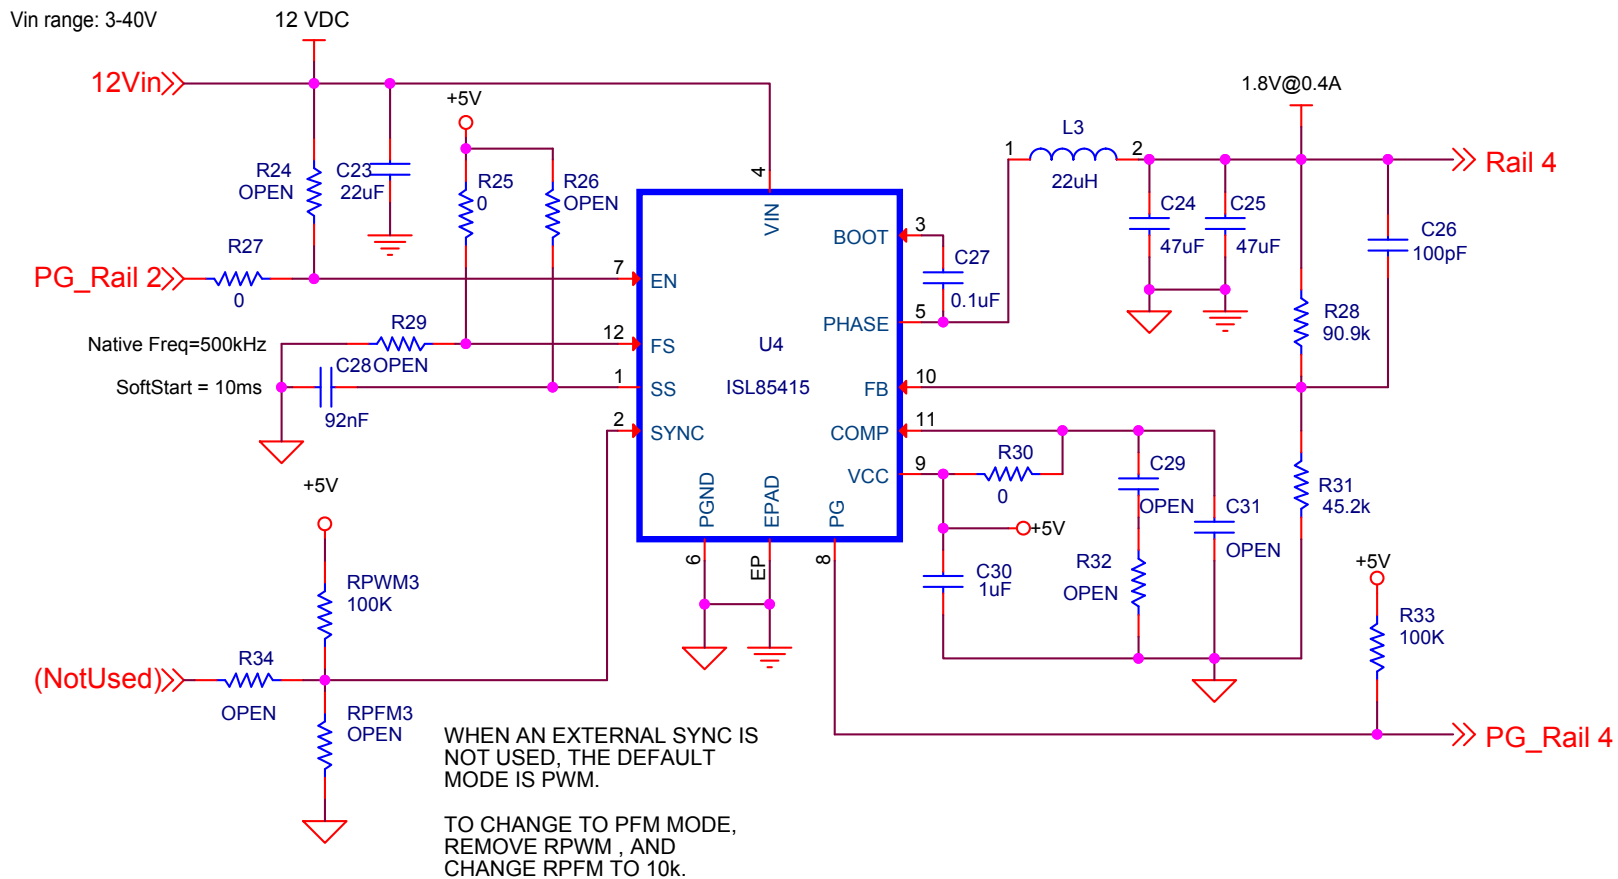 Vin range: 3-40V
12 VDC
12Vin
+5V
1.8V@0.4A
L3
1
2
22uH
Rail 4
R24
OPEN
C23
22uF
R25
0
R26
OPEN
4
VIN
C24
47uF
C25
47uF
C26
100pF
R27
0
PG_Rail 2
7
EN
BOOT
3
C27
0.1uF
PHASE
5
R28
90.9k
Native Freq=500kHz
R29
OPEN
12
FS
U4
ISL85415
SoftStart = 10ms
C28
92nF
1
SS
FB
10
2
SYNC
COMP
11
VCC
9
R30
0
C29
OPEN
C31
OPEN
R31
45.2k
+5V
PGND
EPAD
PG
6
EP
8
+5V
C30
1uF
R32
OPEN
+5V
R33
100K
RPWM3
100K
(NotUsed)
R34
OPEN
RPFM3
OPEN
PG_Rail 4
WHEN AN EXTERNAL SYNC IS
NOT USED, THE DEFAULT
MODE IS PWM.
TO CHANGE TO PFM MODE,
REMOVE RPWM , AND
CHANGE RPFM TO 10k.